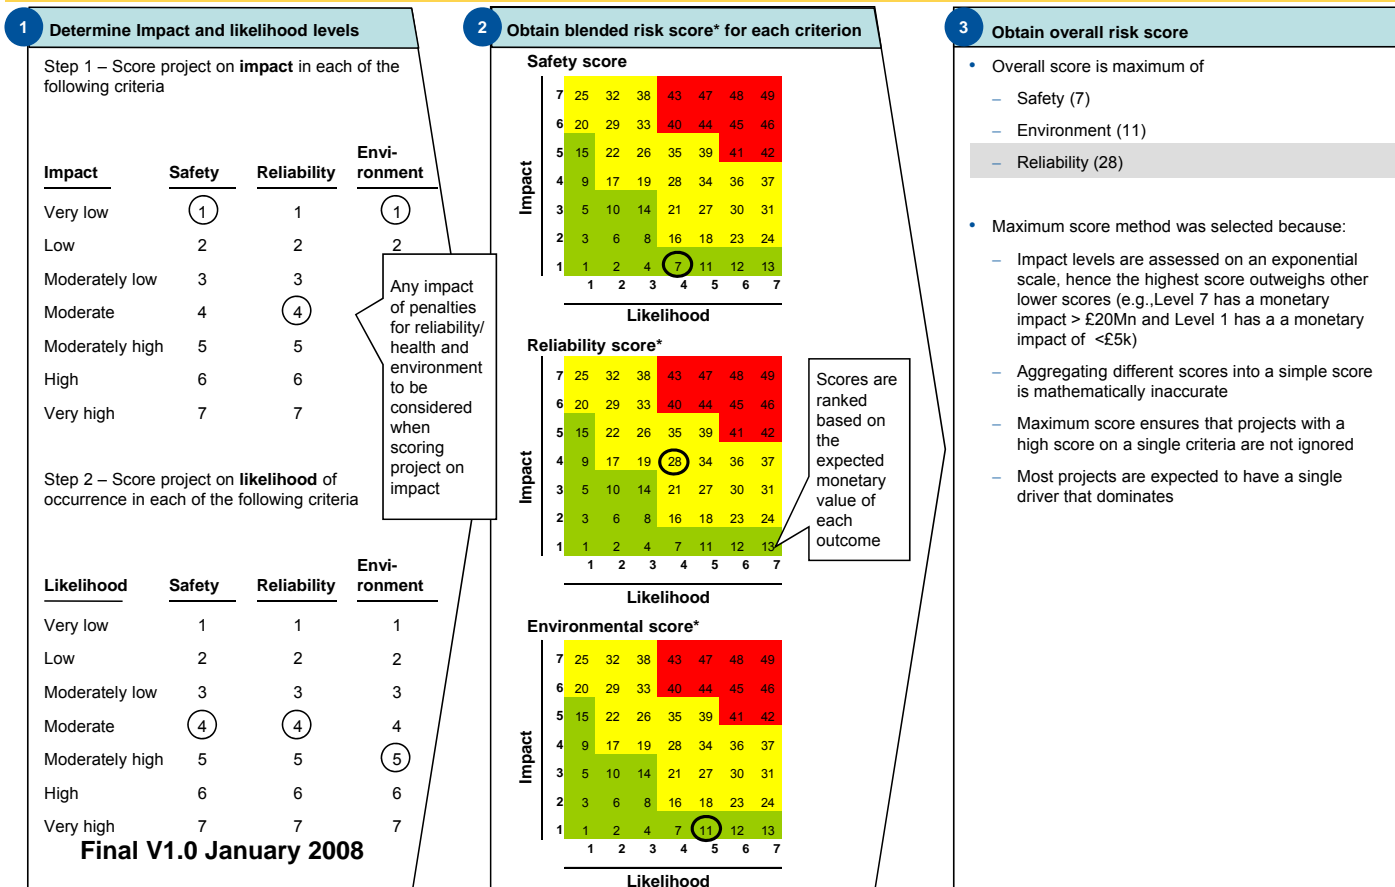 1 Determine Impact and likelihood levels
Step 1 – Score project on impact in each of the
following criteria
Impact Safety Reliability Envi-
ronment
Very low 1 1 1
Low 2 2 2
Moderately low 3 3
Moderate 4 4
Moderately high 5 5
High 6 6
Very high 7 7
Any impact
of penalties
for reliability/
health and
environment
to be
considered
when
scoring
project on
impact
Step 2 – Score project on likelihood of
occurrence in each of the following criteria
Likelihood Safety Reliability Envi-
ronment
Very low 1 1 1
Low 2 2 2
Moderately low 3 3 3
Moderate 4 4 4
Moderately high 5 5 5
High 6 6 6
Very high 7 7 7
Final V1.0 January 2008
2 Obtain blended risk score* for each criterion
Safety score
Impact
7 25 32 38 43 47 48 49
6 20 29 33 40 44 45 46
5 15 22 26 35 39 41 42
4 9 17 19 28 34 36 37
3 5 10 14 21 27 30 31
2 3 6 8 16 18 23 24
1 1 2 4 7 11 12 13
1 2 3 4 5 6 7
Likelihood
Reliability score*
Impact
7 25 32 38 43 47 48 49
6 20 29 33 40 44 45 46
5 15 22 26 35 39 41 42
4 9 17 19 28 34 36 37
3 5 10 14 21 27 30 31
2 3 6 8 16 18 23 24
1 1 2 4 7 11 12 13
1 2 3 4 5 6 7
Likelihood
Scores are
ranked
based on
the
expected
monetary
value of
each
outcome
Environmental score*
Impact
7 25 32 38 43 47 48 49
6 20 29 33 40 44 45 46
5 15 22 26 35 39 41 42
4 9 17 19 28 34 36 37
3 5 10 14 21 27 30 31
2 3 6 8 16 18 23 24
1 1 2 4 7 11 12 13
1 2 3 4 5 6 7
Likelihood
3 Obtain overall risk score
• Overall score is maximum of
– Safety (7)
– Environment (11)
– Reliability (28)
• Maximum score method was selected because:
– Impact levels are assessed on an exponential
scale, hence the highest score outweighs other
lower scores (e.g.,Level 7 has a monetary
impact > £20Mn and Level 1 has a a monetary
impact of <£5k)
– Aggregating different scores into a simple score
is mathematically inaccurate
– Maximum score ensures that projects with a
high score on a single criteria are not ignored
– Most projects are expected to have a single
driver that dominates